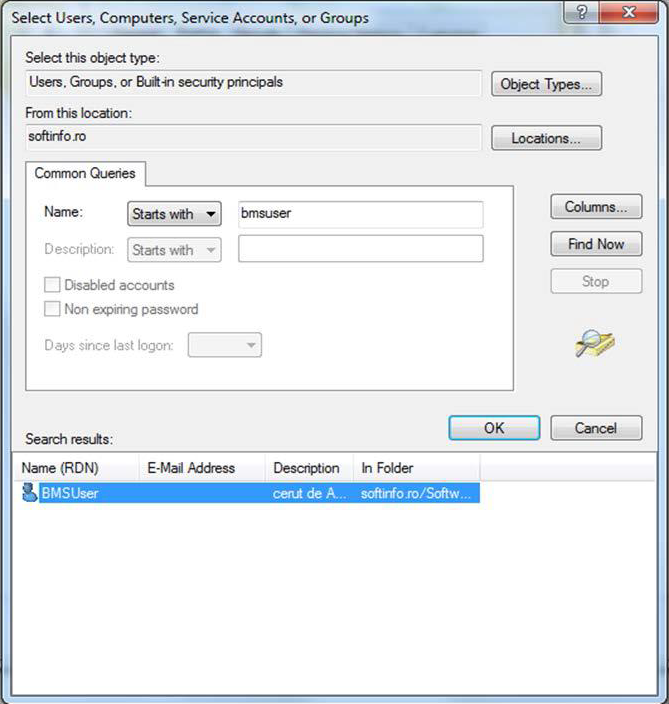 Select Users, Computers, Service Accounts, or Groups
Select this object type:
Users, Groups, or Built-in security principals
Object Types...
From this location:
softinfo.ro
Locations...
Common Queries
Name:
Starts with
bmsuser
Columns...
Description:
Starts with
Find Now
Disabled accounts
Stop
Non expiring password
Days since last logon:
OK
Cancel
Search results:
Name (RDN) E-Mail Address Description In Folder
BMSUser cerut de A... softinfo.ro/Softw...